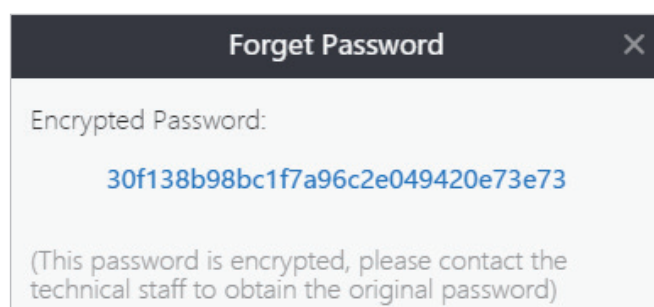 Forget Password
Encrypted Password:
30f138b98bc1f7a96c2e049420e73e73
(This password is encrypted, please contact the
technical staff to obtain the original password)